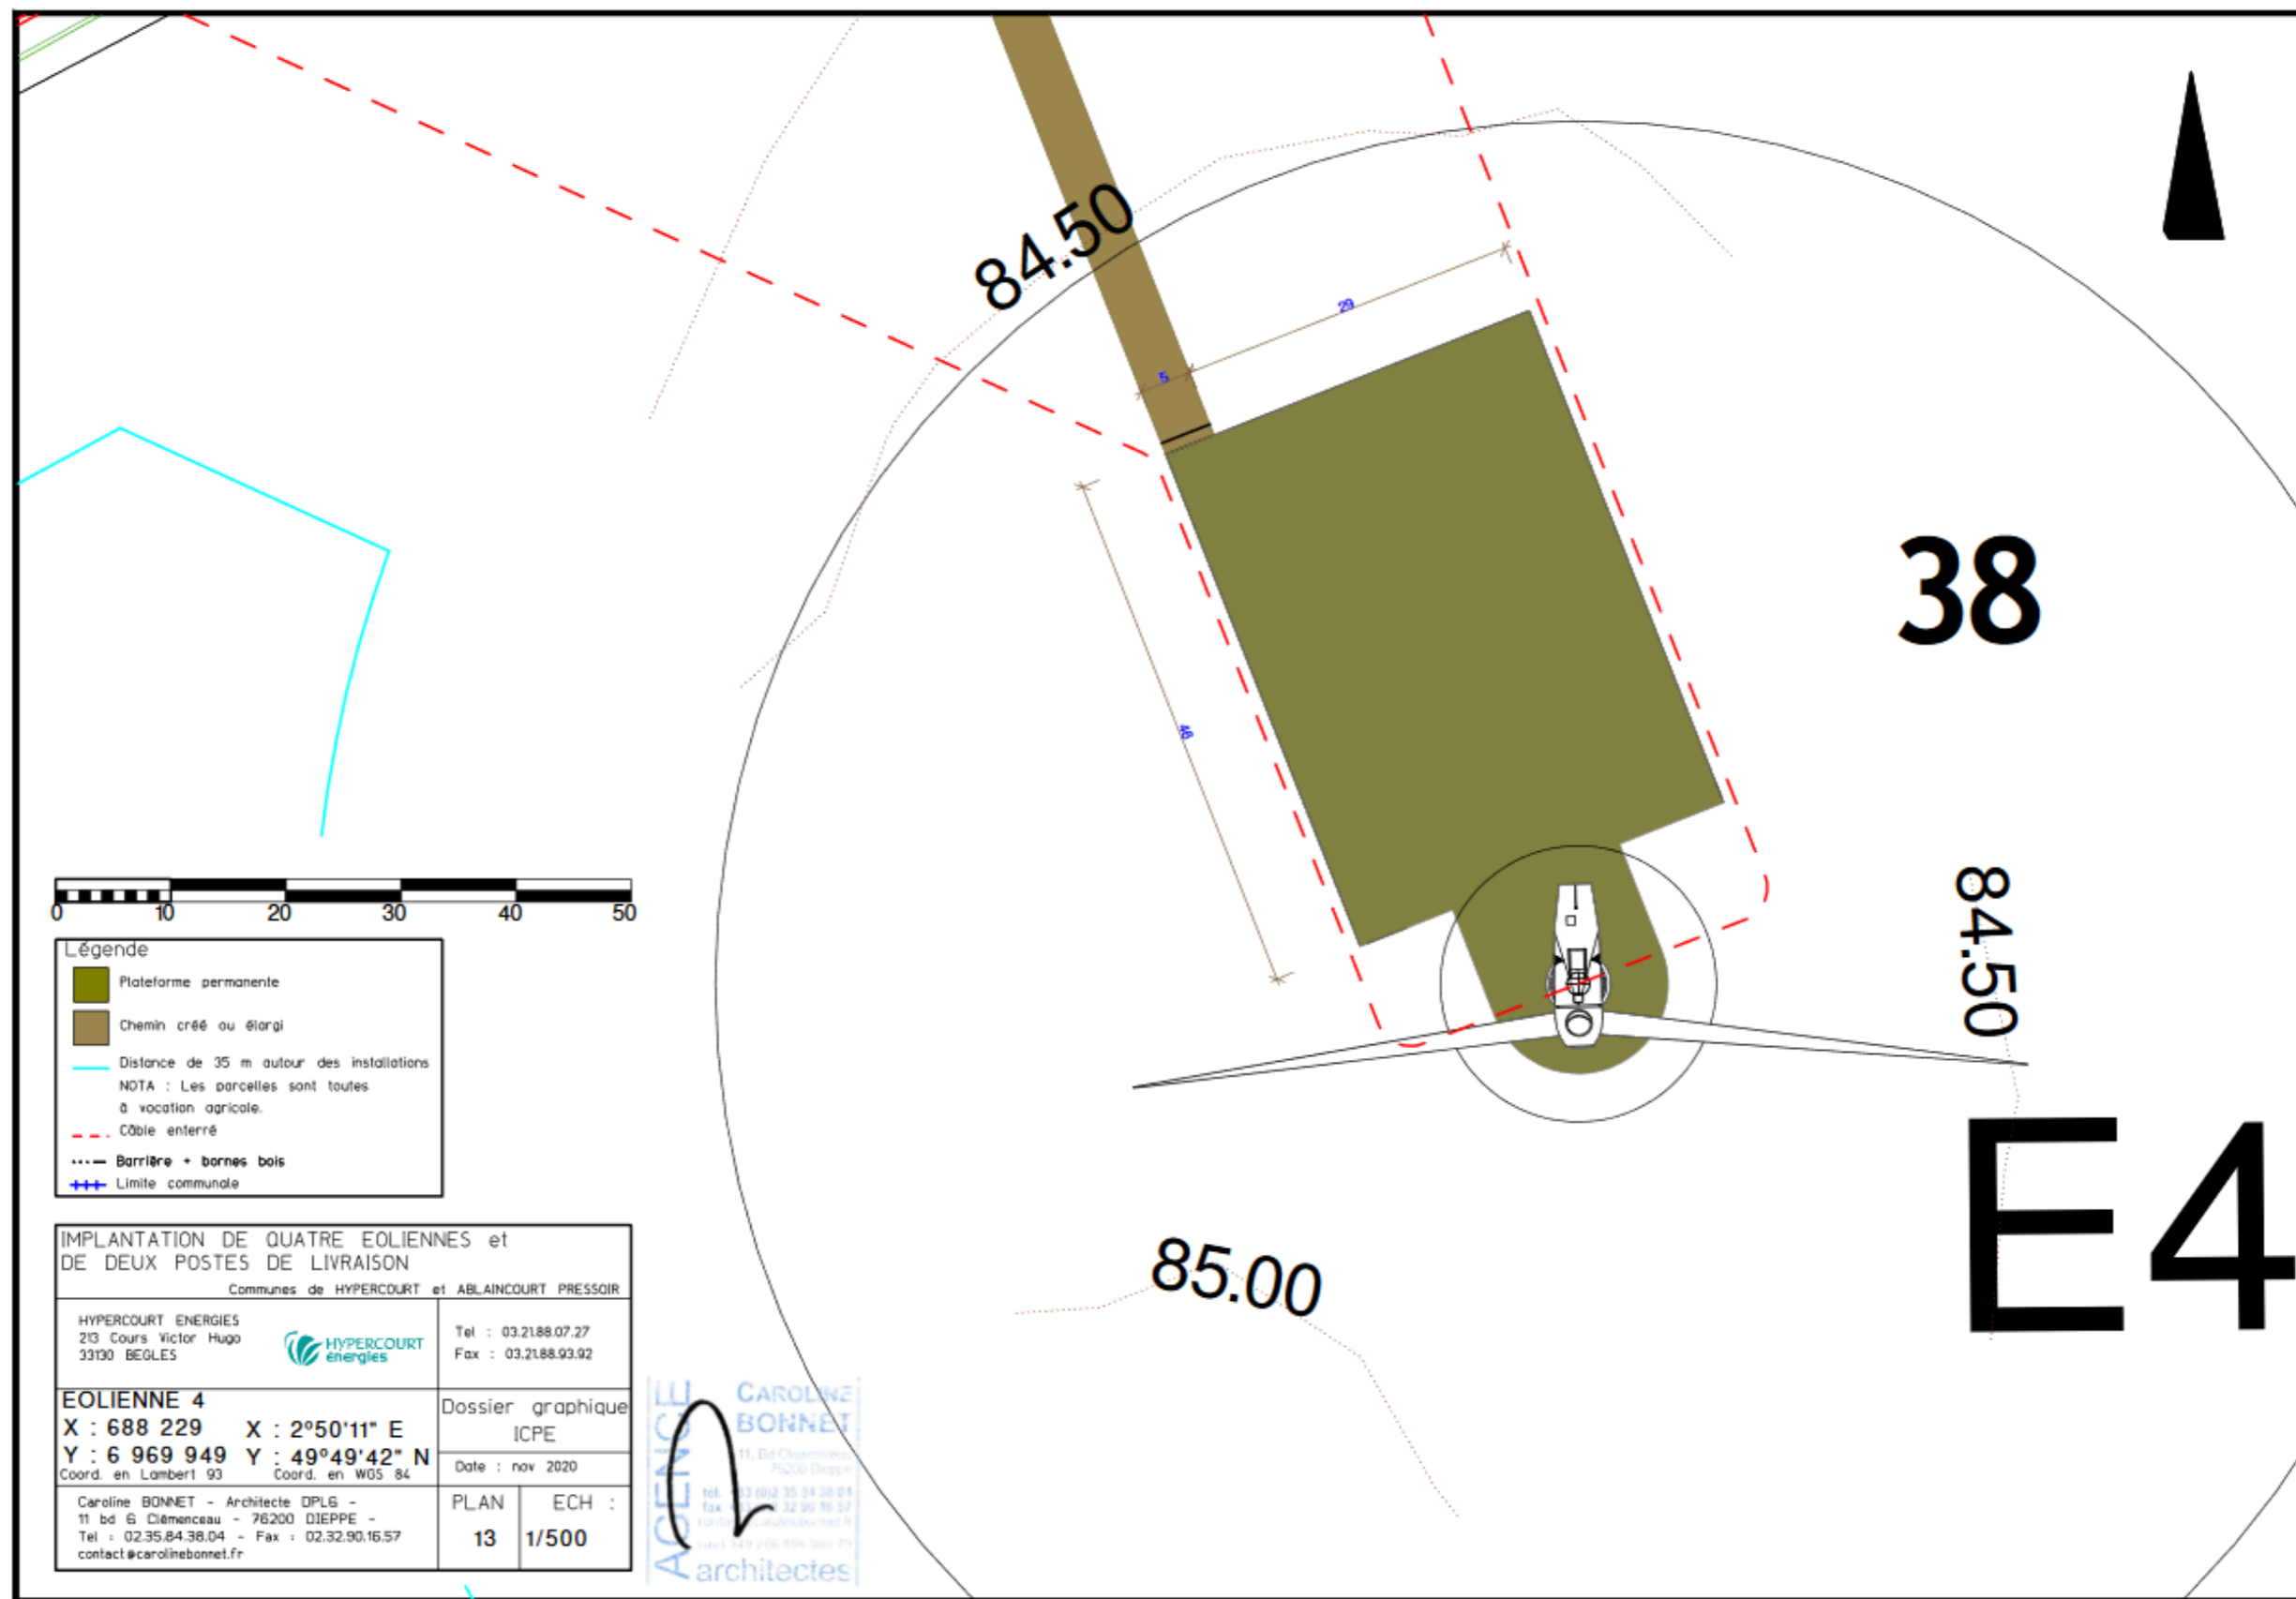 84.50
29
5
46
38
84.50
E4
85.00
0 10 20 30 40 50
Légende
Plateforme permanente
Chemin créé ou élargi
Distance de 35 m autour des installations
NOTA : Les parcelles sont toutes
à vocation agricole.
Câble enterré
Barrière + bornes bois
Limite communale
IMPLANTATION DE QUATRE EOLIENNES et
DE DEUX POSTES DE LIVRAISON
Communes de HYPERCOURT et ABLAINCOURT PRESSOIR
HYPERCOURT ENERGIES
213 Cours Victor Hugo
33130 BEGLES
HYPERCOURT
énergies
Tel : 03.21.88.07.27
Fax : 03.21.88.93.92
EOLIENNE 4
X : 688 229 X : 2°50'11" E
Y : 6 969 949 Y : 49°49'42" N
Coord. en Lambert 93 Coord. en WGS 84
Dossier graphique
ICPE
Date : nov 2020
Caroline BONNET - Architecte DPLG -
11 bd G Clémenceau - 76200 DIEPPE -
Tel : 02.35.84.38.04 - Fax : 02.32.90.16.57
contact@carolinebonnet.fr
PLAN
13
ECH :
1/500
AGENCE
CAROLINE
BONNET
11, Bd Clemenceau
76200 Dieppe
architectes